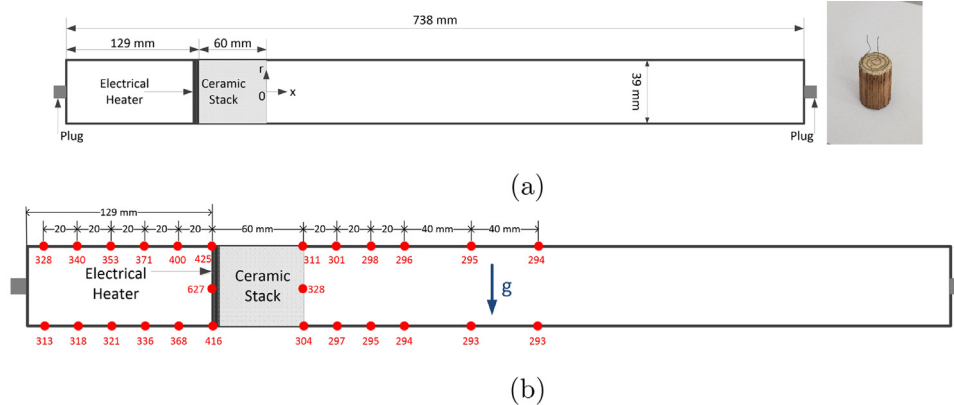 738 mm
129 mm
60 mm
Electrical
Heater
Ceramic
Stack
r
0
x
39 mm
Plug
Plug
(a)
129 mm
20 20 20 20 20 60 mm 20 20 20 40 mm 40 mm
328 340 353 371 400 425 311 301 298 296 295 294
Electrical
Heater
Ceramic
Stack
627
328
g
313 318 321 336 368 416 304 297 295 294 293 293
(b)